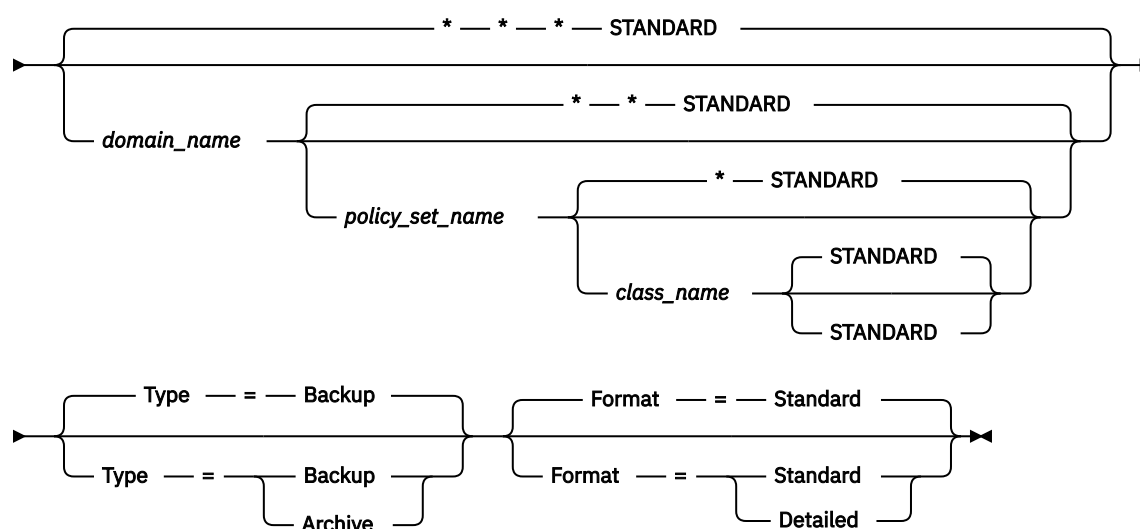 * * * STANDARD
* * STANDARD
domain_name
* STANDARD
policy_set_name
STANDARD
class_name
STANDARD
Type = Backup Format = Standard
Type = Backup Format = Standard
Archive Detailed